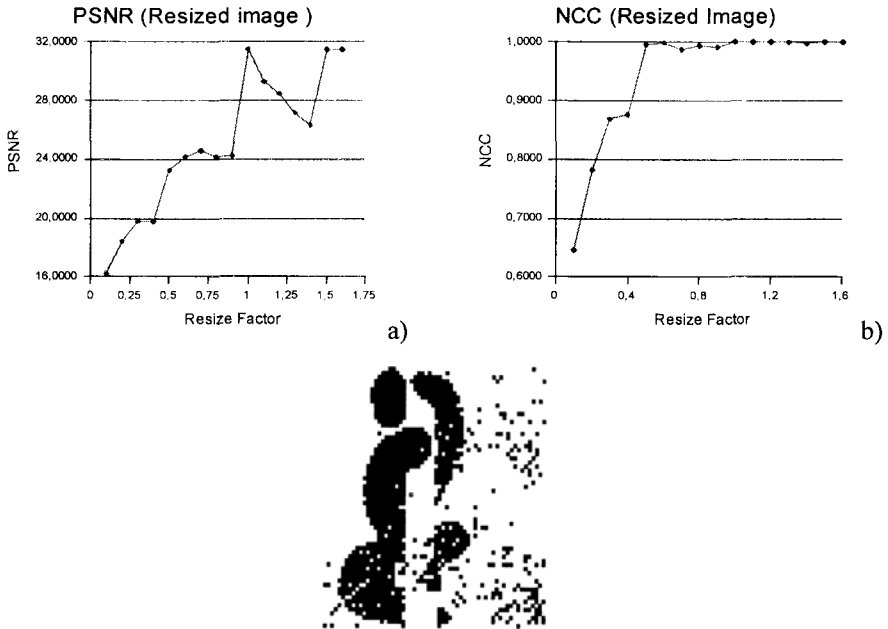 PSNR (Resized image )
32,0000
28,0000
24,0000
20,0000
16,0000
PSNR
0 0,25 0,5 0,75 1 1,25 1,5 1,75
Resize Factor
a)
NCC (Resized Image)
1,0000
0,9000
0,8000
0,7000
0,6000
NCC
0 0,4 0,8 1,2 1,6
Resize Factor
b)